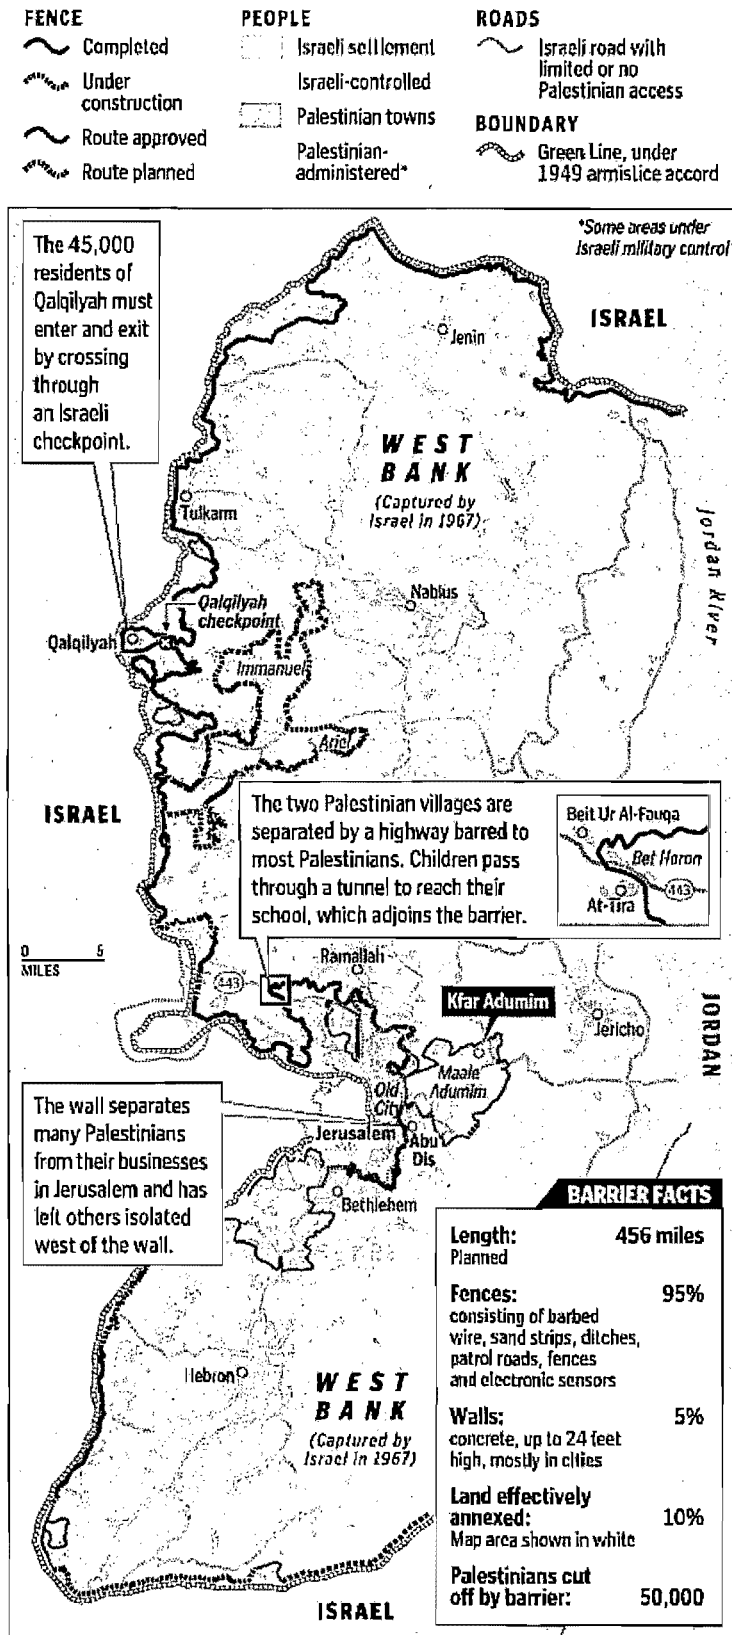 FENCE
Completed
Under
construction
Route approved
Route planned
PEOPLE
Israeli settlement
Israeli-controlled
Palestinian towns
Palestinian-
administered*
ROADS
Israeli road with
limited or no
Palestinian access
BOUNDARY
Green Line, under
1949 armistice accord
*Some areas under
Israeli military control
The 45,000
residents of
Qalqilyah must
enter and exit
by crossing
through
an Israeli
checkpoint.
ISRAEL
Jenin
WEST
BANK
(Captured by
Israel in 1967)
Tulkarm
Jordan River
Nablus
Qalqilyah
checkpoint
Qalqilyah
Immanuel
Ariel
ISRAEL
The two Palestinian villages are
separated by a highway barred to
most Palestinians. Children pass
through a tunnel to reach their
school, which adjoins the barrier.
Beit Ur Al-Fauqa
Bet Horon
443
At-Tira
0 6
MILES
Ramallah
443
Kfar Adumim
Jericho
JORDAN
Maale
Adumim
Old
City
Jerusalem
Abu
Dis
The wall separates
many Palestinians
from their businesses
in Jerusalem and has
left others isolated
west of the wall.
Bethlehem
BARRIER FACTS
Length: 456 miles
Planned
Fences: 95%
consisting of barbed
wire, sand strips, ditches,
patrol roads, fences
and electronic sensors
Walls: 5%
concrete, up to 24 feet
high, mostly in cities
Land effectively
annexed: 10%
Map area shown in white
Palestinians cut
off by barrier: 50,000
Hebron
WEST
BANK
(Captured by
Israel in 1967)
ISRAEL